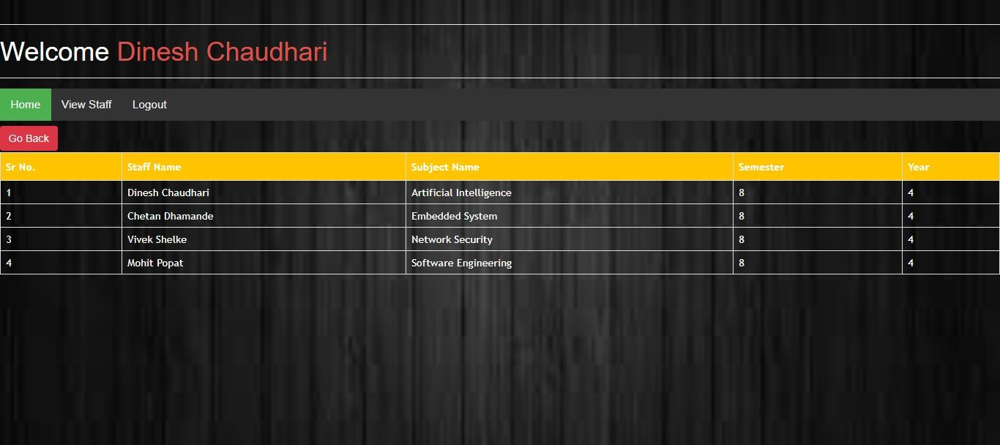 Welcome Dinesh Chaudhari
Home View Staff Logout
Go Back
Sr No. Staff Name Subject Name Semester Year
1 Dinesh Chaudhari Artificial Intelligence 8 4
2 Chetan Dhamande Embedded System 8 4
3 Vivek Shelke Network Security 8 4
4 Mohit Popat Software Engineering 8 4